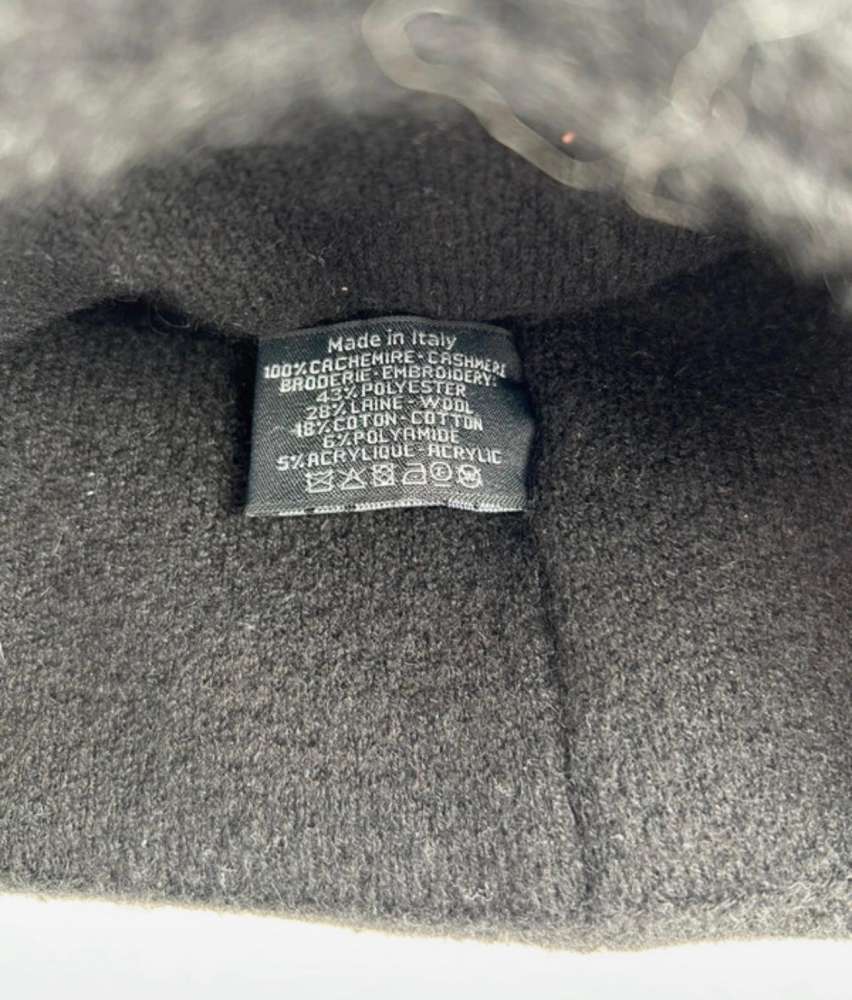 Made in Italy
100% CACHEMIRE - CASHMERE
BRODERIE - EMBROIDERY:
43% POLYESTER
28% LAINE - WOOL
18% COTON - COTTON
6% POLYAMIDE
5% ACRYLIQUE - ACRYLIC